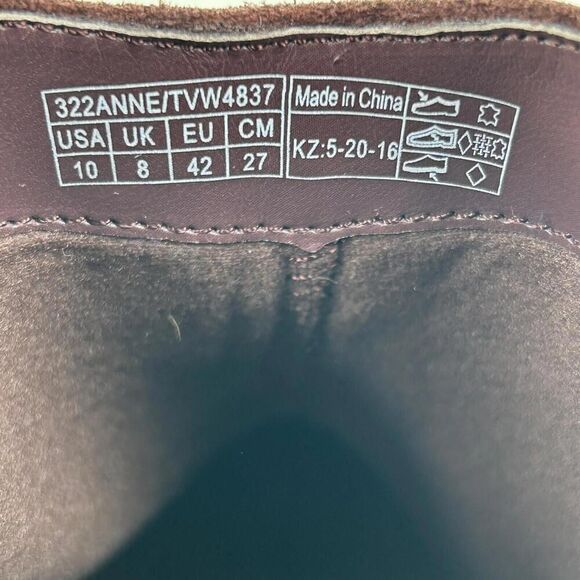 322ANNE/TVW4837
USA UK EU CM
10 8 42 27
Made in China
KZ:5-20-16